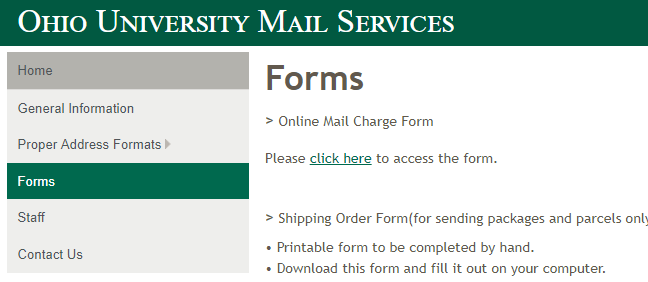 OHIO UNIVERSITY MAIL SERVICES
Home
General Information
Proper Address Formats
Forms
Staff
Contact Us
Forms
> Online Mail Charge Form
Please click here to access the form.
> Shipping Order Form(for sending packages and parcels only
• Printable form to be completed by hand.
• Download this form and fill it out on your computer.